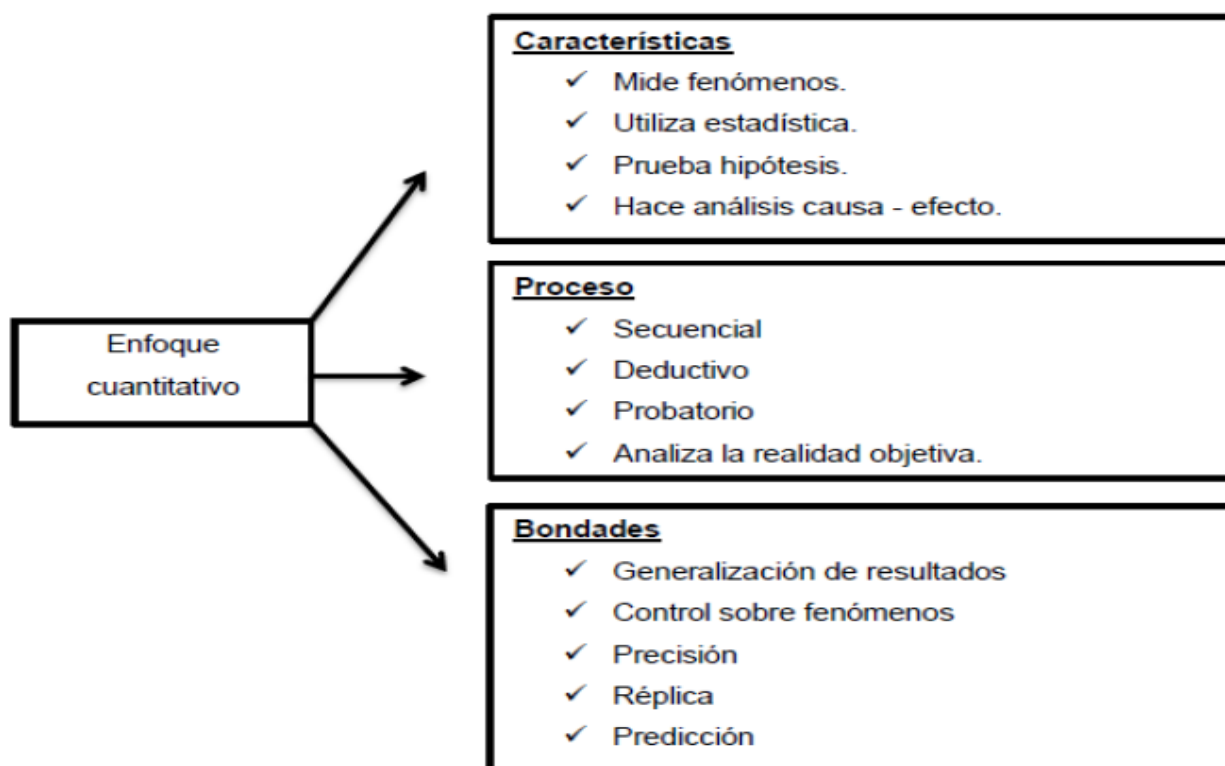 Características
✓ Mide fenómenos.
✓ Utiliza estadística.
✓ Prueba hipótesis.
✓ Hace análisis causa - efecto.
Enfoque
cuantitativo
Proceso
✓ Secuencial
✓ Deductivo
✓ Probatorio
✓ Analiza la realidad objetiva.
Bondades
✓ Generalización de resultados
✓ Control sobre fenómenos
✓ Precisión
✓ Réplica
✓ Predicción